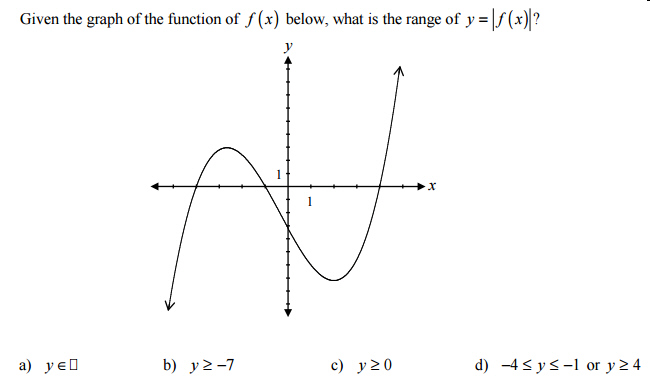 Given the graph of the function of f(x) below, what is the range of y = |f(x)|?
y
1
x
1
a) y∈▯ b) y ≥ -7 c) y ≥ 0 d) -4 ≤ y ≤ -1 or y ≥ 4